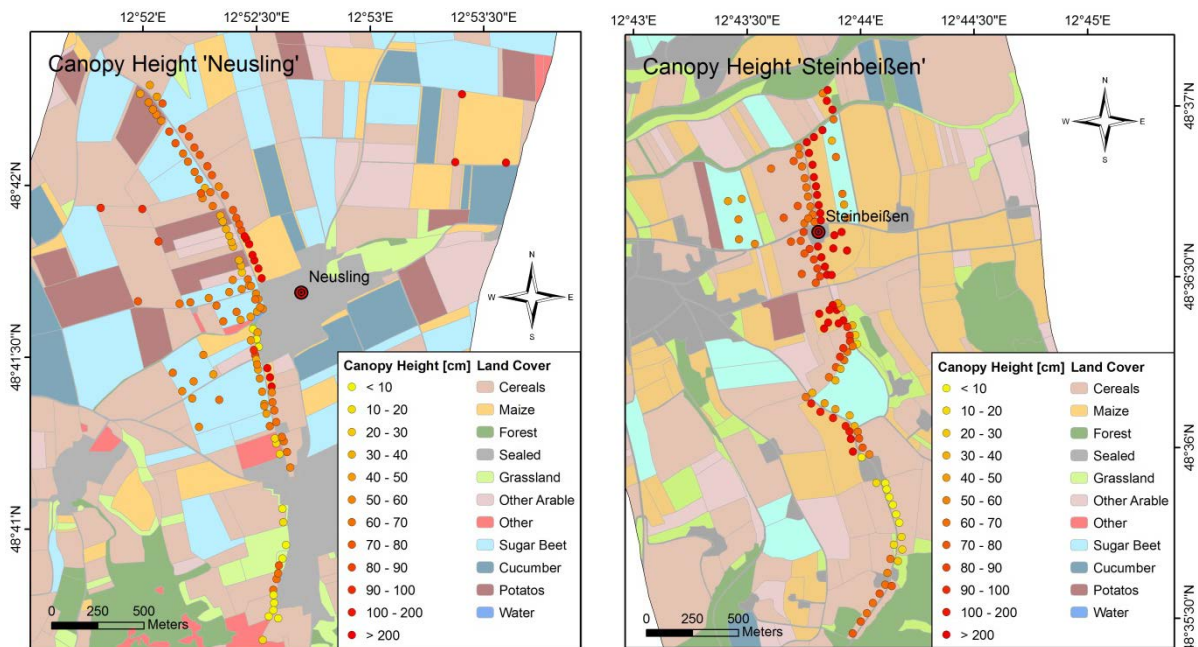 12°52'E 12°52'30"E 12°53'E 12°53'30"E
Canopy Height 'Neusling'
48°42'N
48°41'30"N
48°41'N
Neusling
N
W E
S
Canopy Height [cm] Land Cover
< 10 Cereals
10 - 20 Maize
20 - 30 Forest
30 - 40 Sealed
40 - 50 Grassland
50 - 60 Other Arable
60 - 70 Other
70 - 80 Sugar Beet
80 - 90 Cucumber
90 - 100 Potatos
100 - 200 Water
> 200
0 250 500
Meters
12°43'E 12°43'30"E 12°44'E 12°44'30"E 12°45'E
Canopy Height 'Steinbeißen'
N
W E
S
Steinbeißen
48°37'N
48°36'30"N
48°36'N
48°35'30"N
Canopy Height [cm] Land Cover
< 10 Cereals
10 - 20 Maize
20 - 30 Forest
30 - 40 Sealed
40 - 50 Grassland
50 - 60 Other Arable
60 - 70 Other
70 - 80 Sugar Beet
80 - 90 Cucumber
90 - 100 Potatos
100 - 200 Water
> 200
0 250 500
Meters